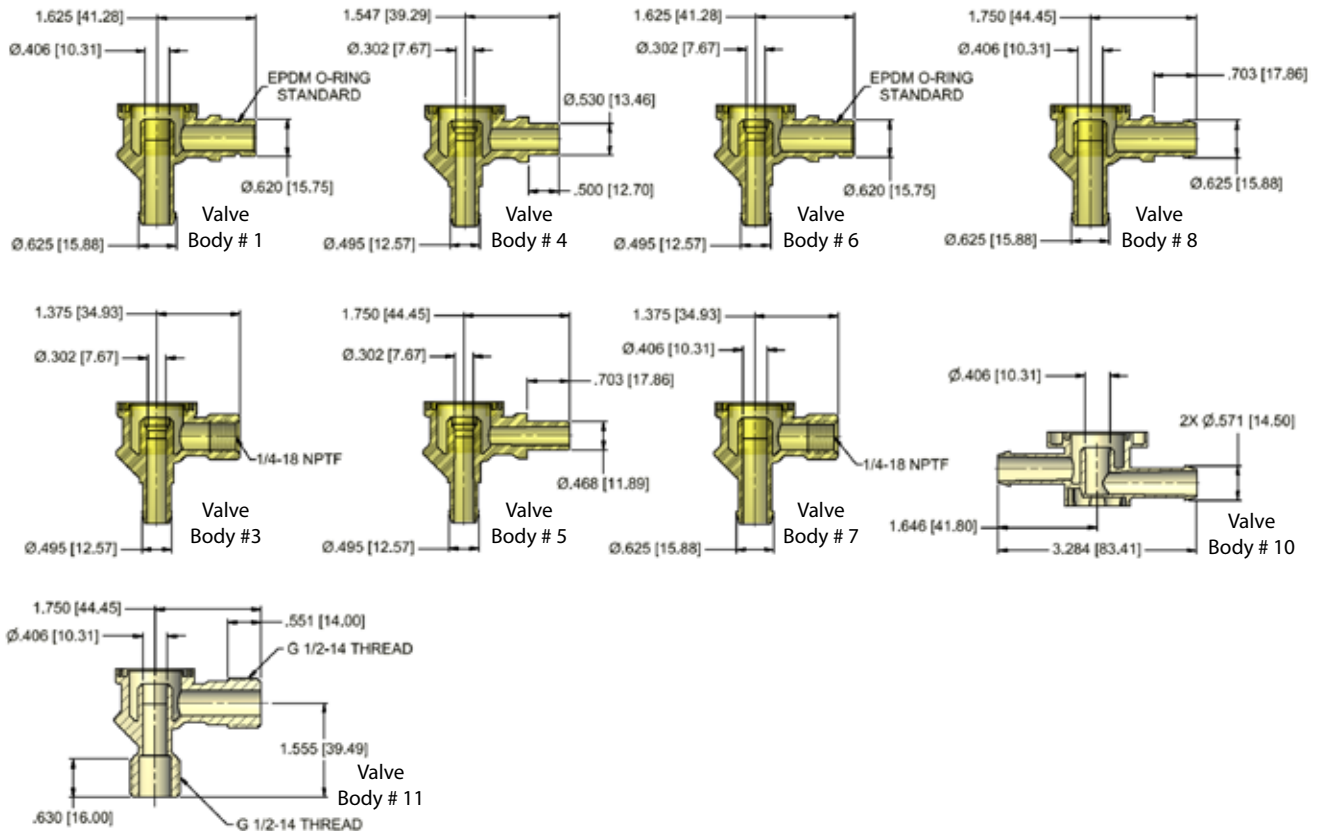 1.625 [41.28]
Ø.406 [10.31]
EPDM O-RING
STANDARD
Ø.620 [15.75]
Ø.625 [15.88]
Valve
Body # 1
1.547 [39.29]
Ø.302 [7.67]
Ø.530 [13.46]
.500 [12.70]
Ø.495 [12.57]
Valve
Body # 4
1.625 [41.28]
Ø.302 [7.67]
EPDM O-RING
STANDARD
Ø.620 [15.75]
Ø.495 [12.57]
Valve
Body # 6
1.750 [44.45]
Ø.406 [10.31]
.703 [17.86]
Ø.625 [15.88]
Ø.625 [15.88]
Valve
Body # 8
1.375 [34.93]
Ø.302 [7.67]
1/4-18 NPTF
Ø.495 [12.57]
Valve
Body #3
1.750 [44.45]
Ø.302 [7.67]
.703 [17.86]
Ø.468 [11.89]
Ø.495 [12.57]
Valve
Body # 5
1.375 [34.93]
Ø.406 [10.31]
1/4-18 NPTF
Ø.625 [15.88]
Valve
Body # 7
Ø.406 [10.31]
2X Ø.571 [14.50]
1.646 [41.80]
3.284 [83.41]
Valve
Body # 10
1.750 [44.45]
Ø.406 [10.31]
.551 [14.00]
G 1/2-14 THREAD
1.555 [39.49]
.630 [16.00]
G 1/2-14 THREAD
Valve
Body # 11